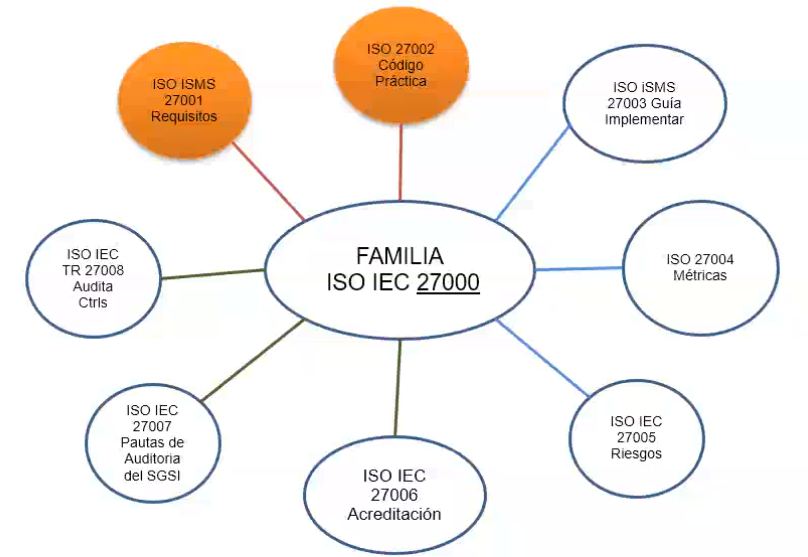 ISO 27002
Código
Práctica
ISO ISMS
27001
Requisitos
ISO iSMS
27003 Guía
Implementar
FAMILIA
ISO IEC 27000
ISO IEC
TR 27008
Audita
Ctrls
ISO 27004
Métricas
ISO IEC
27007
Pautas de
Auditoria
del SGSI
ISO IEC
27005
Riesgos
ISO IEC
27006
Acreditación